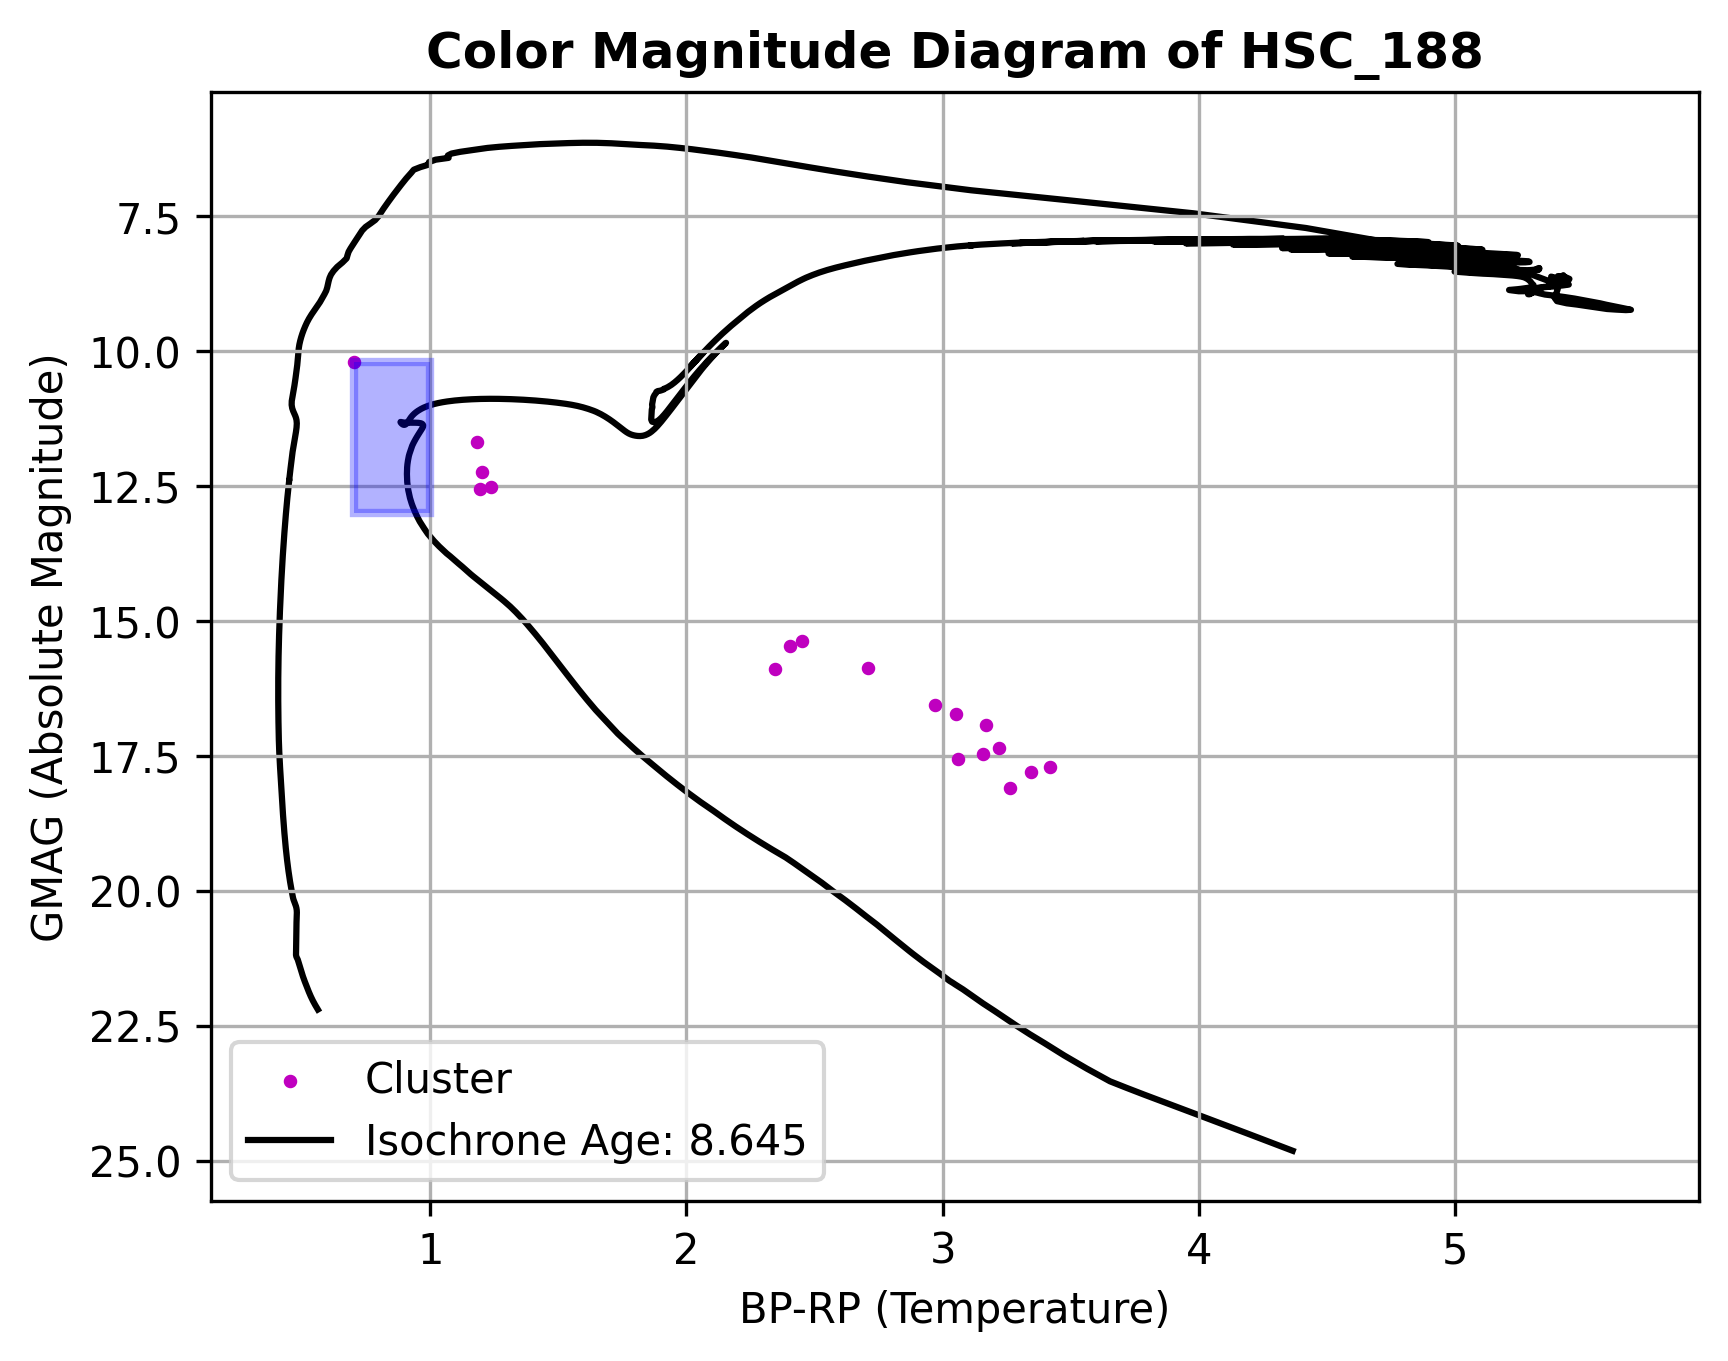 Color Magnitude Diagram of HSC_188
GMAG (Absolute Magnitude)
7.5
10.0
12.5
15.0
17.5
20.0
22.5
25.0
Cluster
Isochrone Age: 8.645
1 2 3 4 5
BP-RP (Temperature)